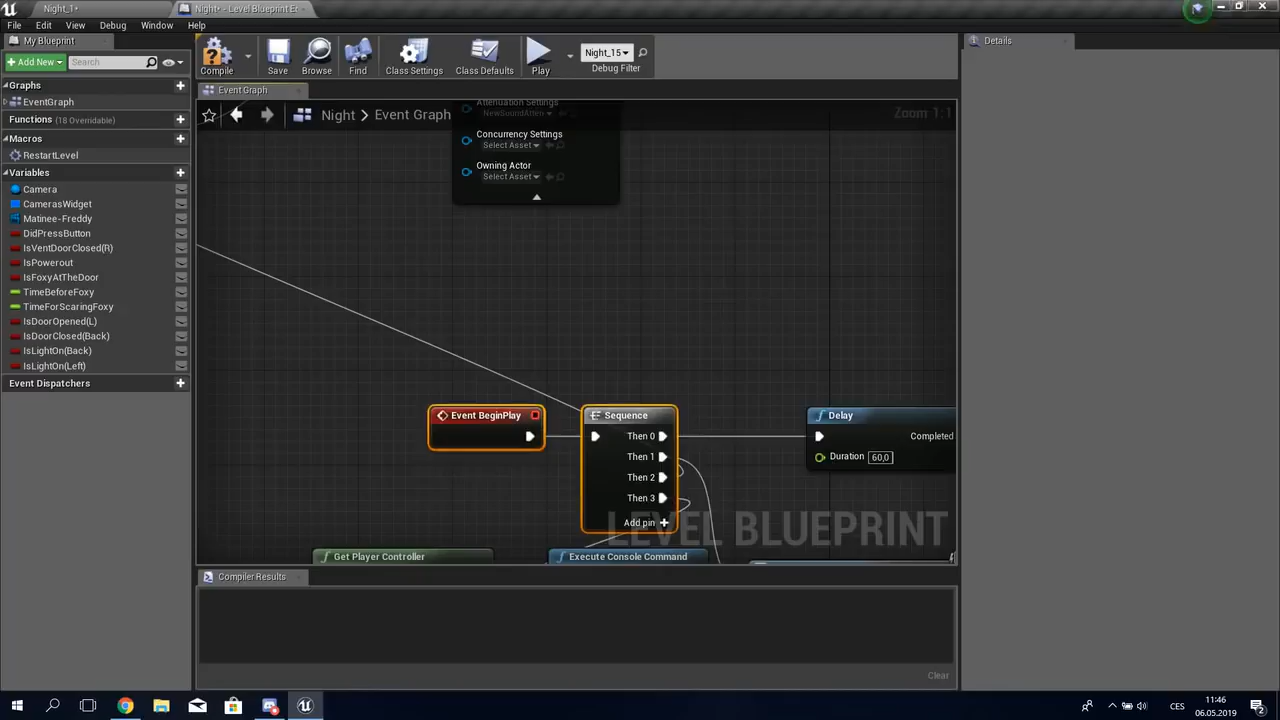 Night_1*
Night* - Level Blueprint Ec
File Edit View Debug Window Help
My Blueprint
Add New
Search
Compile
Save
Browse
Find
Class Settings
Class Defaults
Play
Night_15
Debug Filter
Details
Graphs
EventGraph
Functions (18 Overridable)
Macros
RestartLevel
Variables
Camera
CamerasWidget
Matinee-Freddy
DidPressButton
IsVentDoorClosed(R)
IsPowerout
IsFoxyAtTheDoor
TimeBeforeFoxy
TimeForScaringFoxy
IsDoorOpened(L)
IsDoorClosed(Back)
IsLightOn(Back)
IsLightOn(Left)
Event Dispatchers
Event Graph
Night > Event Graph
Zoom 1:1
Attenuation Settings
NewSoundAtten
Concurrency Settings
Select Asset
Owning Actor
Select Asset
Event BeginPlay
Sequence
Then 0
Then 1
Then 2
Then 3
Add pin
Delay
Completed
Duration 60,0
Get Player Controller
Execute Console Command
LEVEL BLUEPRINT
Compiler Results
Clear
CES
11:46
06.05.2019
2